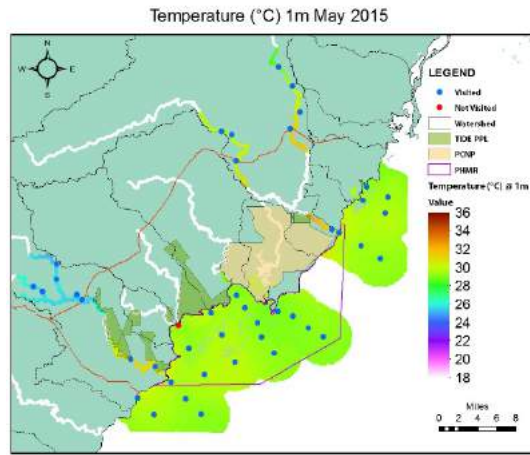 Temperature (°C) 1m May 2015
N
W E
S
LEGEND
Visited
Not Visited
Watershed
TIDE PPL
PCNP
PHMR
Temperature (°C) @ 1m
Value
36
34
32
30
28
26
24
22
20
18
Miles
0 2 4 8